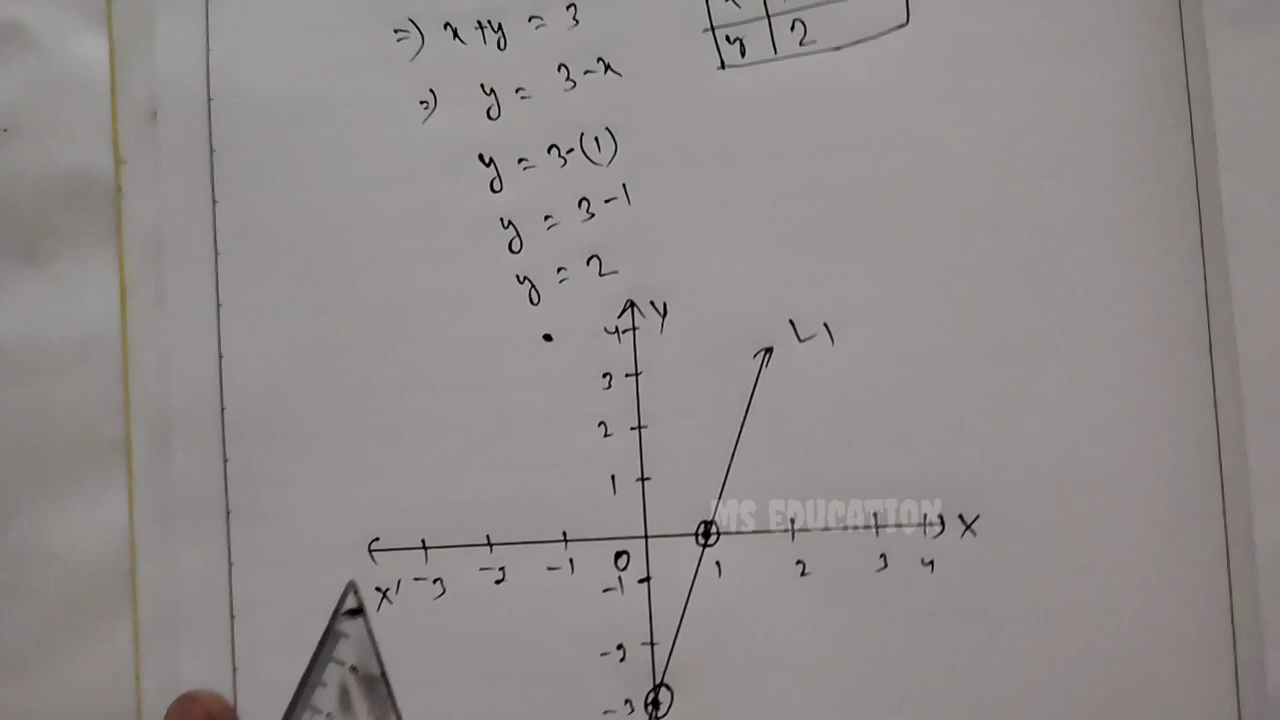 =) x+y = 3
y 2
=) y = 3-x
y = 3-(1)
y = 3-1
y = 2
Y
4
L1
3
2
1
MS EDUCATION
X
0
X' -3 -2 -1 1 2 3 4
-1
-2
-3